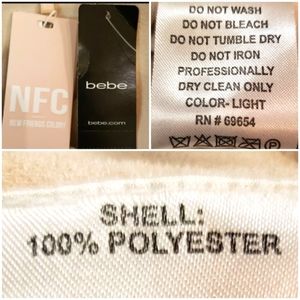 NFC
NEW FRIENDS COLONY
bebe
bebe.com
DO NOT WASH
DO NOT BLEACH
DO NOT TUMBLE DRY
DO NOT IRON
PROFESSIONALLY
DRY CLEAN ONLY
COLOR- LIGHT
RN # 69654
SHELL:
100% POLYESTER